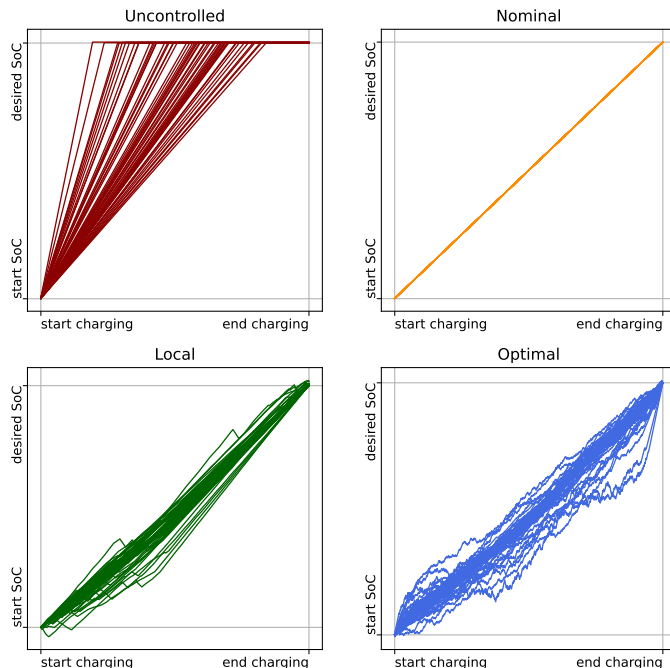 Uncontrolled
desired SoC
start SoC
start charging
end charging
Nominal
desired SoC
start SoC
start charging
end charging
Local
desired SoC
start SoC
start charging
end charging
Optimal
desired SoC
start SoC
start charging
end charging